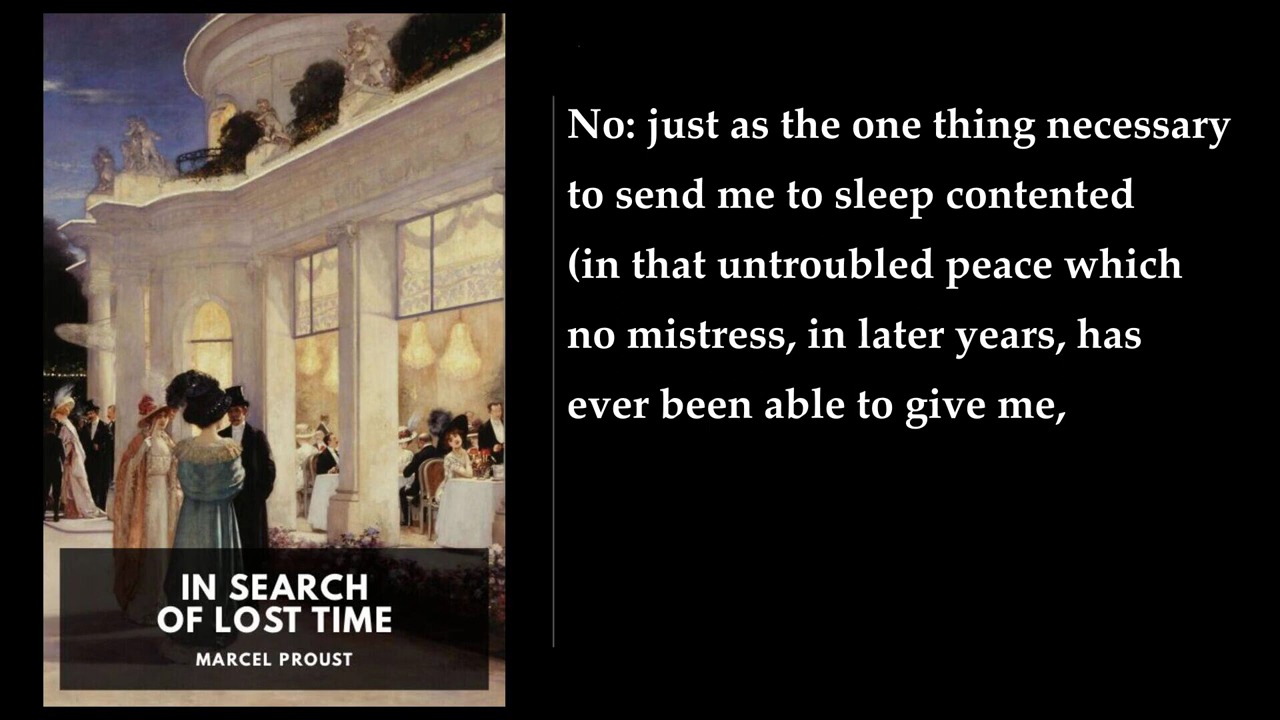 No: just as the one thing necessary
to send me to sleep contented
(in that untroubled peace which
no mistress, in later years, has
ever been able to give me,
IN SEARCH
OF LOST TIME
MARCEL PROUST